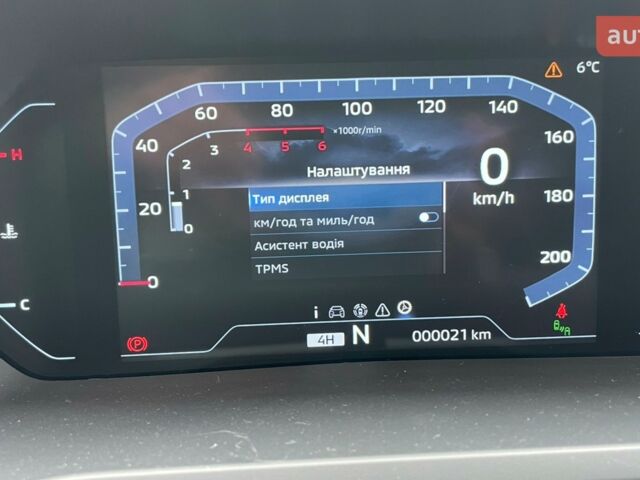 auto
6°C
60 80 100 120 140
40 160
20 180
0 200
×1000r/min
0 1 2 3 4 5 6
H
C
Налаштування
Тип дисплея
км/год та миль/год
Асистент водія
TPMS
0
km/h
i
P
A
4H N 000021 km